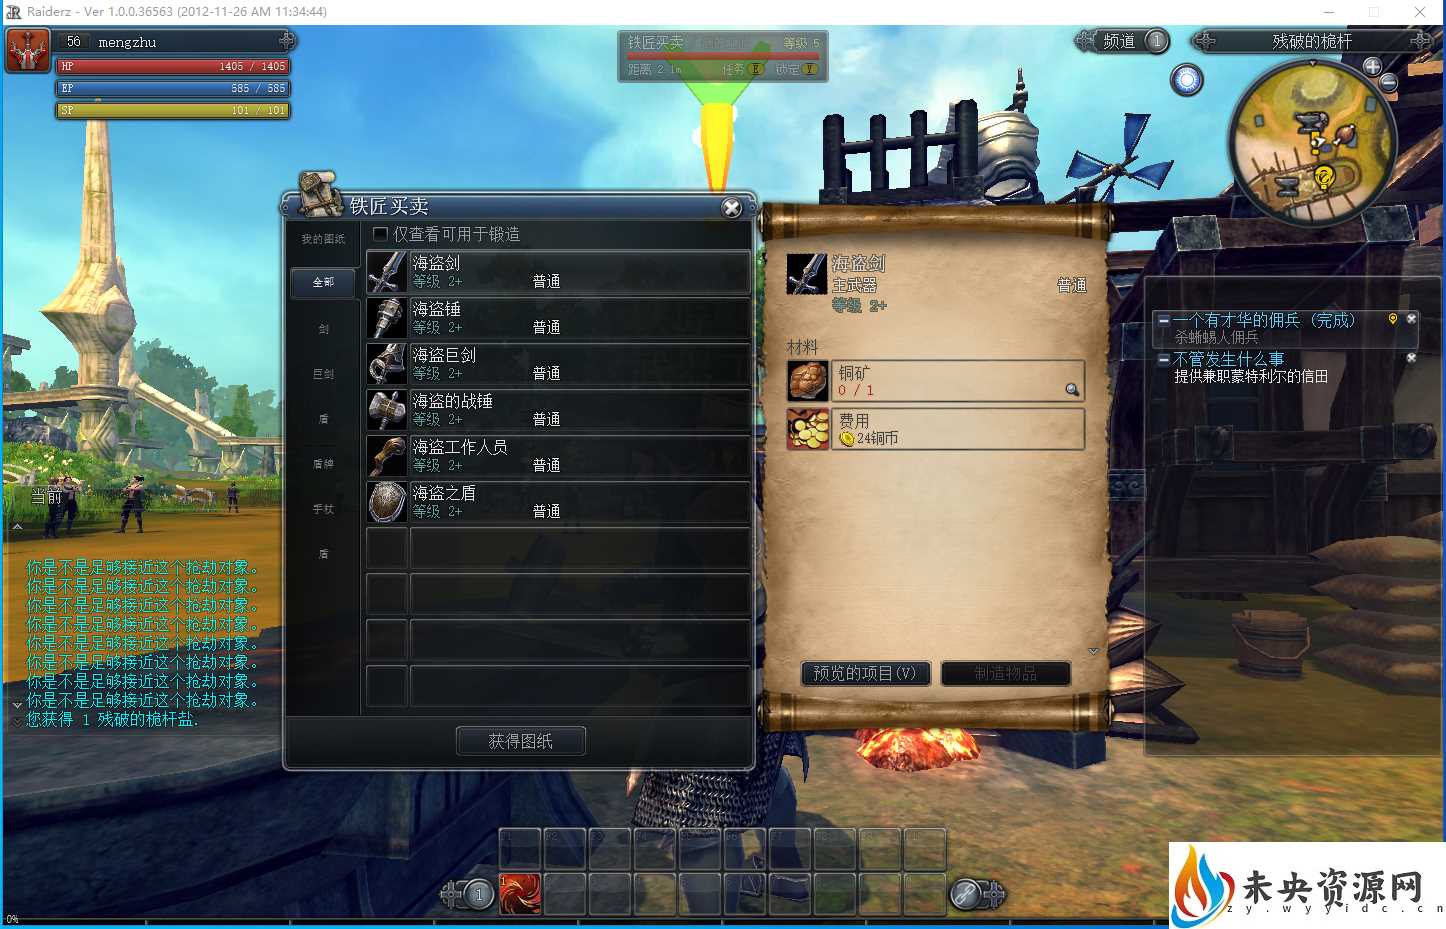 Raiderz - Ver 1.0.0.36563 (2012-11-26 AM 11:34:44)
56 mengzhu
HP 1405 / 1405
EP 585 / 585
SP 101 / 101
铁匠买卖 等级 5
距离 2.1m 任务 E 锁定 Y
频道 1
残破的桅杆
铁匠买卖
我的图纸
仅查看可用于锻造
全部
剑
巨剑
盾
盾牌
手杖
盾
海盗剑
等级 2+ 普通
海盗锤
等级 2+ 普通
海盗巨剑
等级 2+ 普通
海盗的战锤
等级 2+ 普通
海盗工作人员
等级 2+ 普通
海盗之盾
等级 2+ 普通
获得图纸
海盗剑
主武器 普通
等级 2+
材料
铜矿
0 / 1
费用
24铜币
预览的项目(V)
制造物品
一个有才华的佣兵 (完成)
杀蜥蜴人佣兵
不管发生什么事
提供兼职蒙特利尔的信田
当前
你是不是足够接近这个抢劫对象。
你是不是足够接近这个抢劫对象。
你是不是足够接近这个抢劫对象。
你是不是足够接近这个抢劫对象。
你是不是足够接近这个抢劫对象。
你是不是足够接近这个抢劫对象。
你是不是足够接近这个抢劫对象。
你是不是足够接近这个抢劫对象。
您获得 1 残破的桅杆盐.
1
1
0%
未央资源网
zy.wyyidc.cn